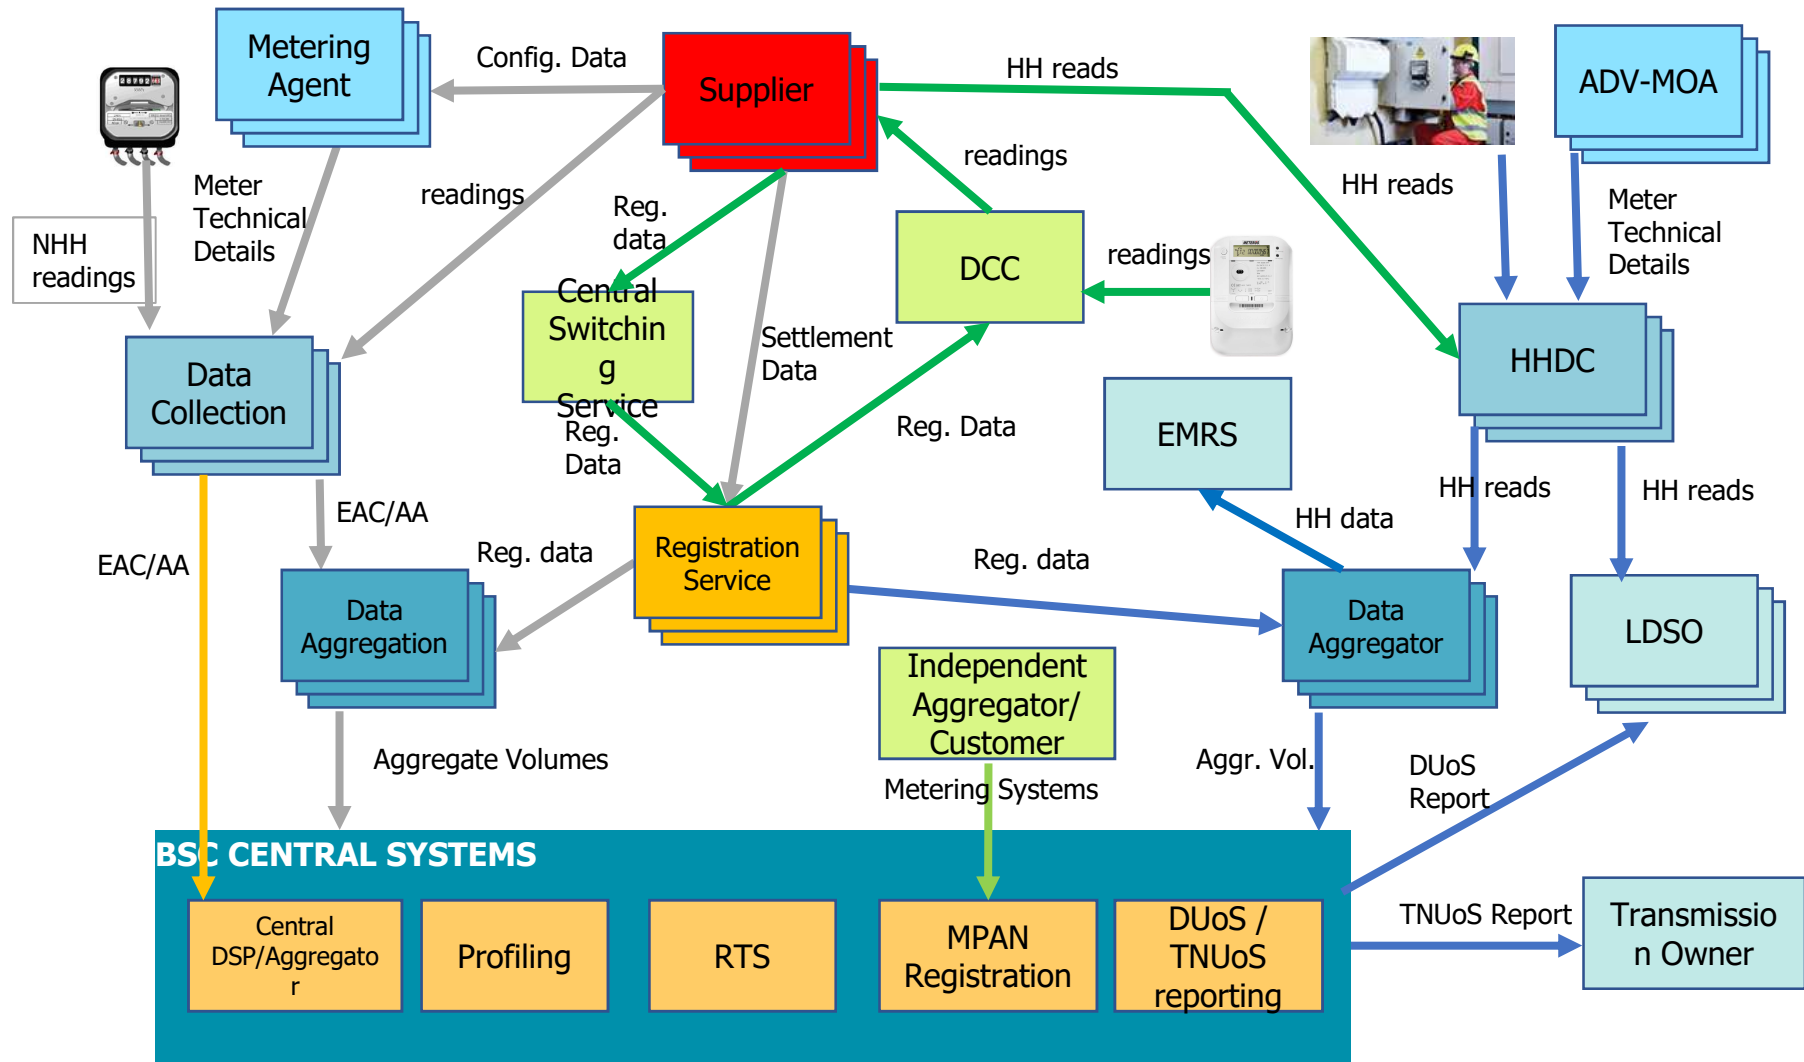 Metering
Agent
Config. Data
Supplier
HH reads
ADV-MOA
readings
HH reads
Meter
Technical
Details
readings
Reg.
data
Meter
Technical
Details
NHH
readings
DCC
readings
Central
Switchin
g
Service
Settlement
Data
Data
Collection
HHDC
Reg.
Data
Reg. Data
EMRS
HH reads
HH reads
EAC/AA
EAC/AA
HH data
Reg. data
Registration
Service
Reg. data
Data
Aggregation
Data
Aggregator
LDSO
Independent
Aggregator/
Customer
Aggregate Volumes
Metering Systems
Aggr. Vol.
DUoS
Report
BSC CENTRAL SYSTEMS
Central
DSP/Aggregato
r
Profiling
RTS
MPAN
Registration
DUoS /
TNUoS
reporting
TNUoS Report
Transmissio
n Owner